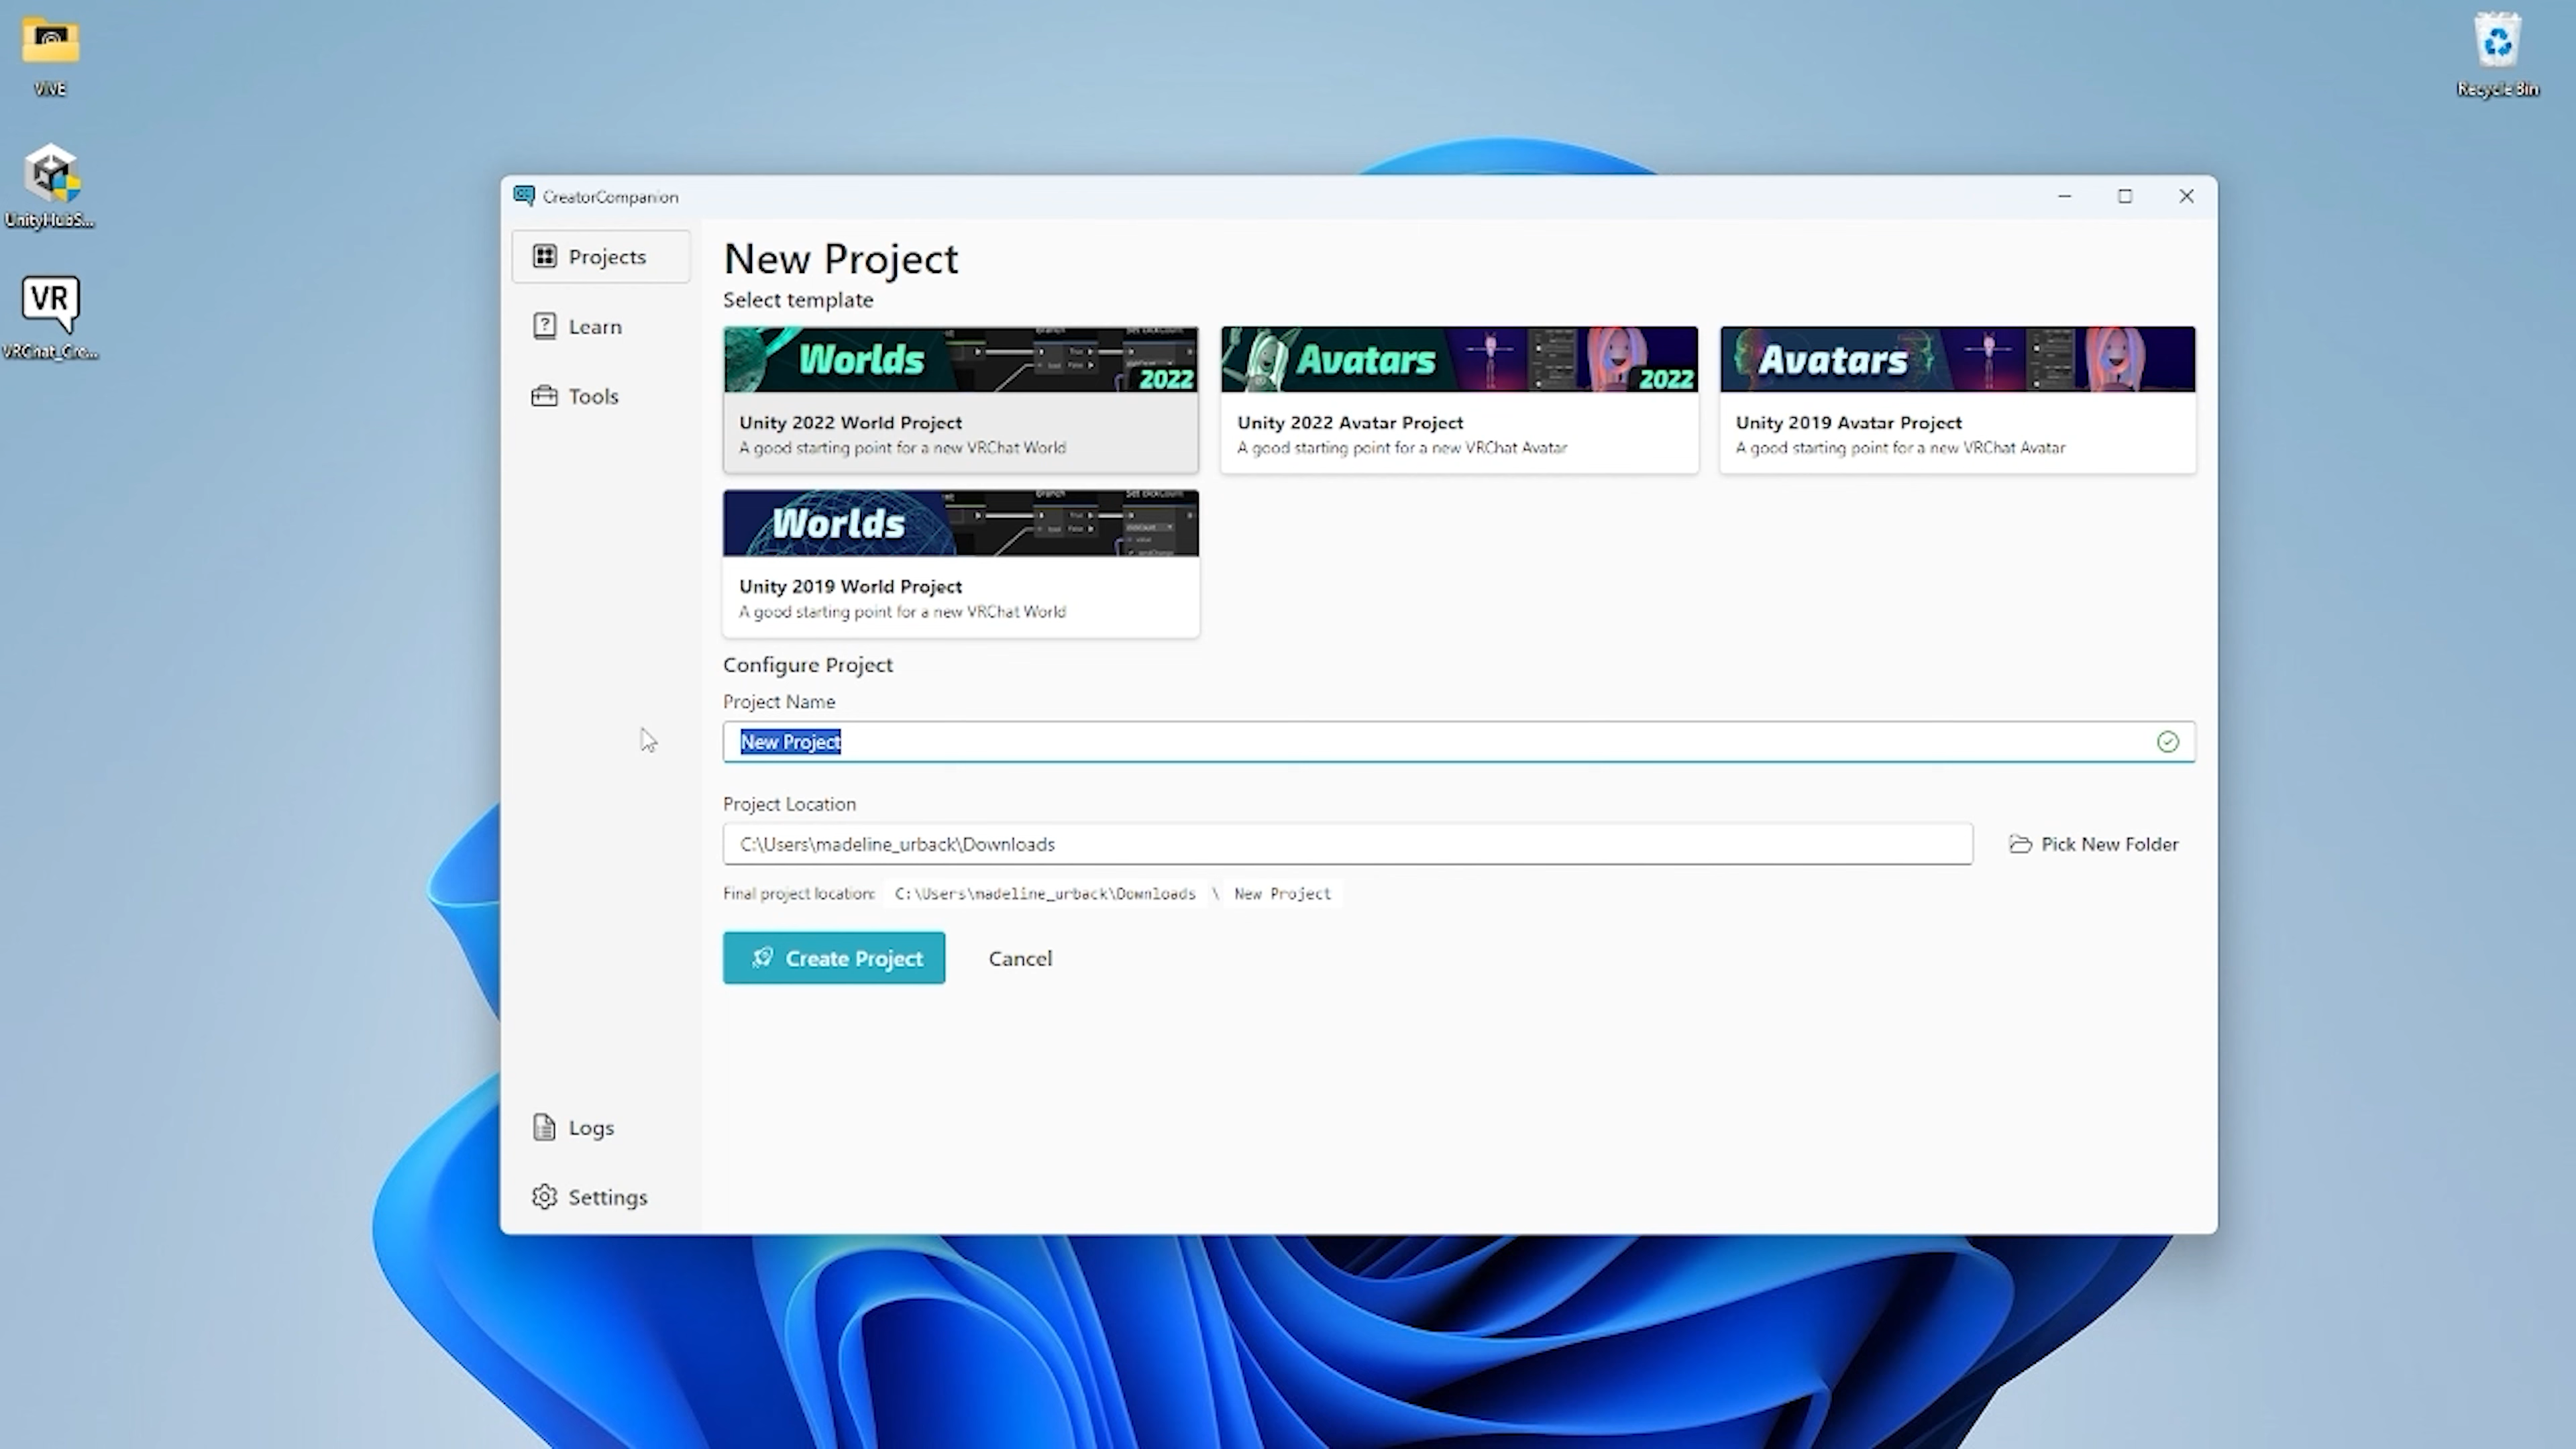 ViVE
Recycle Bin
UnityHubS...
VR
VRChat_Cre...
CreatorCompanion
Projects
Learn
Tools
Logs
Settings
New Project
Select template
Worlds
2022
Unity 2022 World Project
A good starting point for a new VRChat World
Avatars
2022
Unity 2022 Avatar Project
A good starting point for a new VRChat Avatar
Avatars
Unity 2019 Avatar Project
A good starting point for a new VRChat Avatar
Worlds
Unity 2019 World Project
A good starting point for a new VRChat World
Configure Project
Project Name
New Project
Project Location
C:\Users\madeline_urback\Downloads
Pick New Folder
Final project location: C:\Users\madeline_urback\Downloads \ New Project
Create Project
Cancel